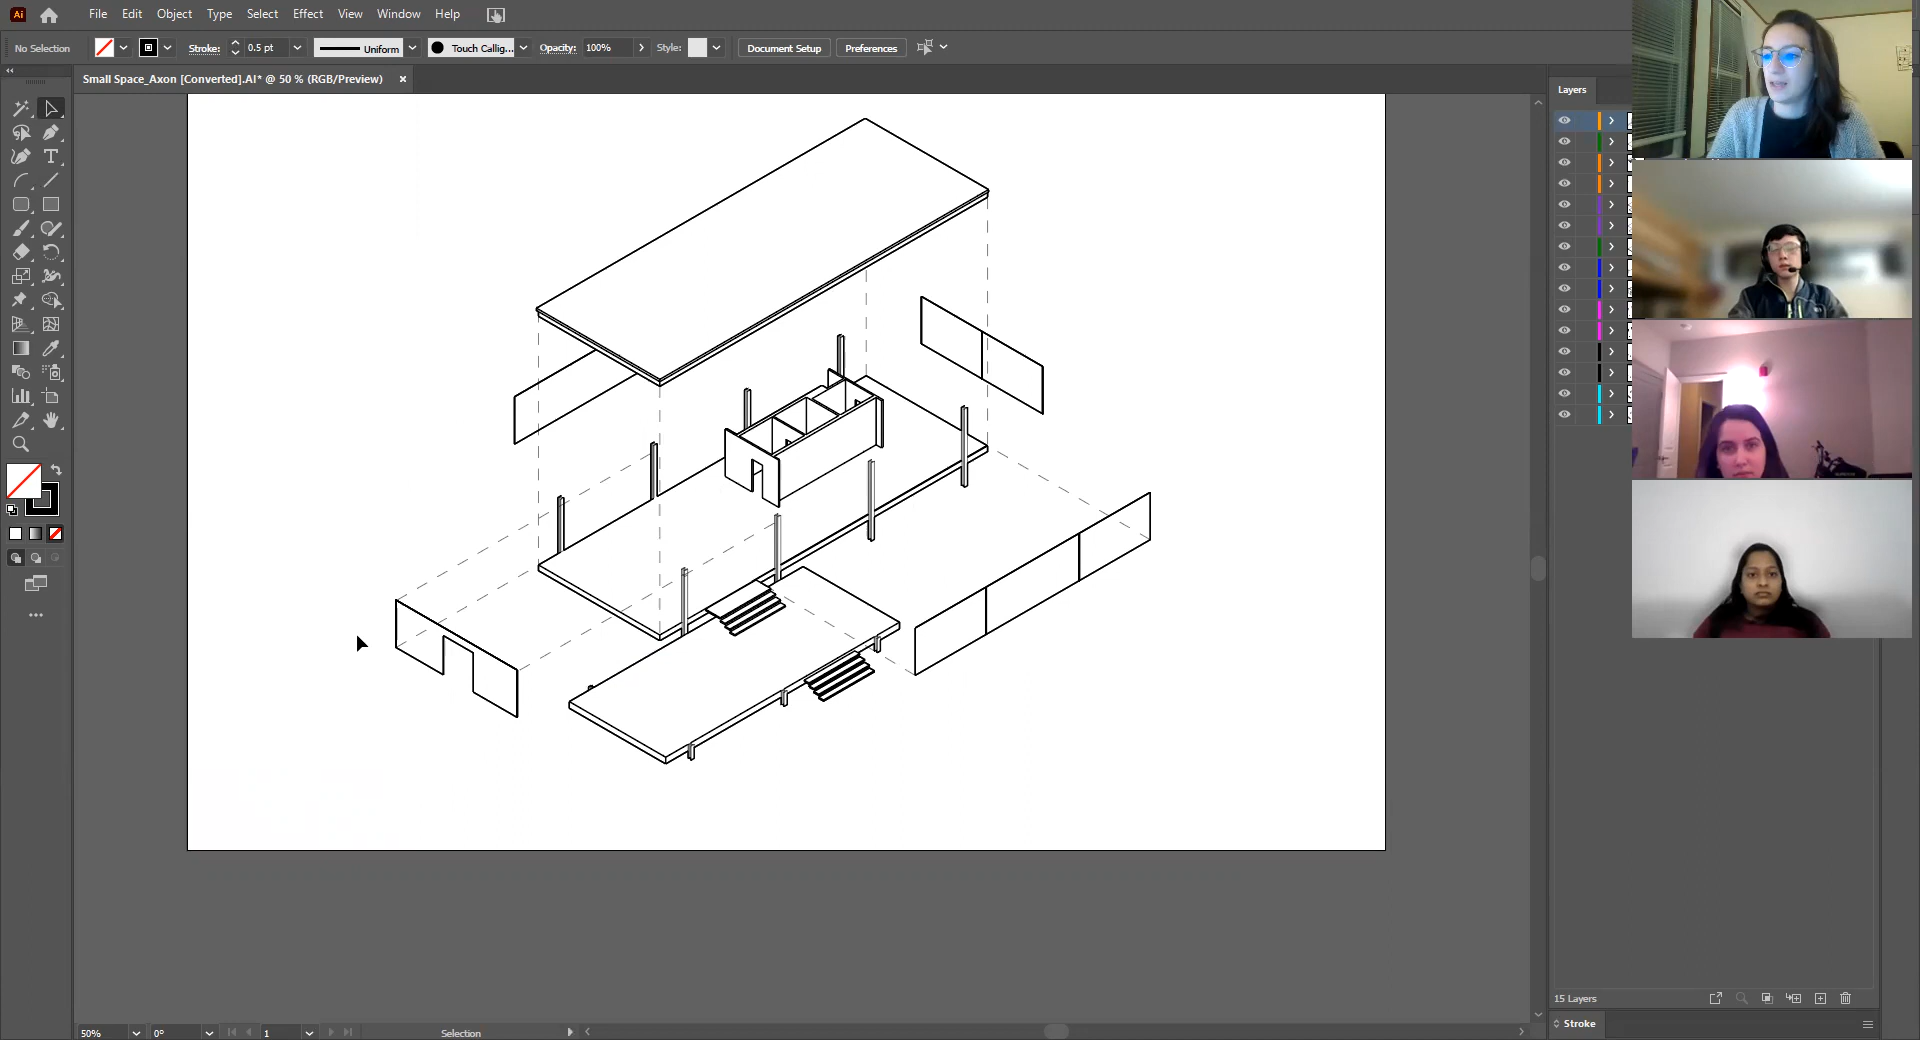 Ai File Edit Object Type Select Effect View Window Help
No Selection Stroke: 0.5 pt Uniform Touch Callig... Opacity: 100% Style: Document Setup Preferences
Small Space_Axon [Converted].AI* @ 50 % (RGB/Preview) ×
Layers
15 Layers
Stroke
50% 0° 1 Selection